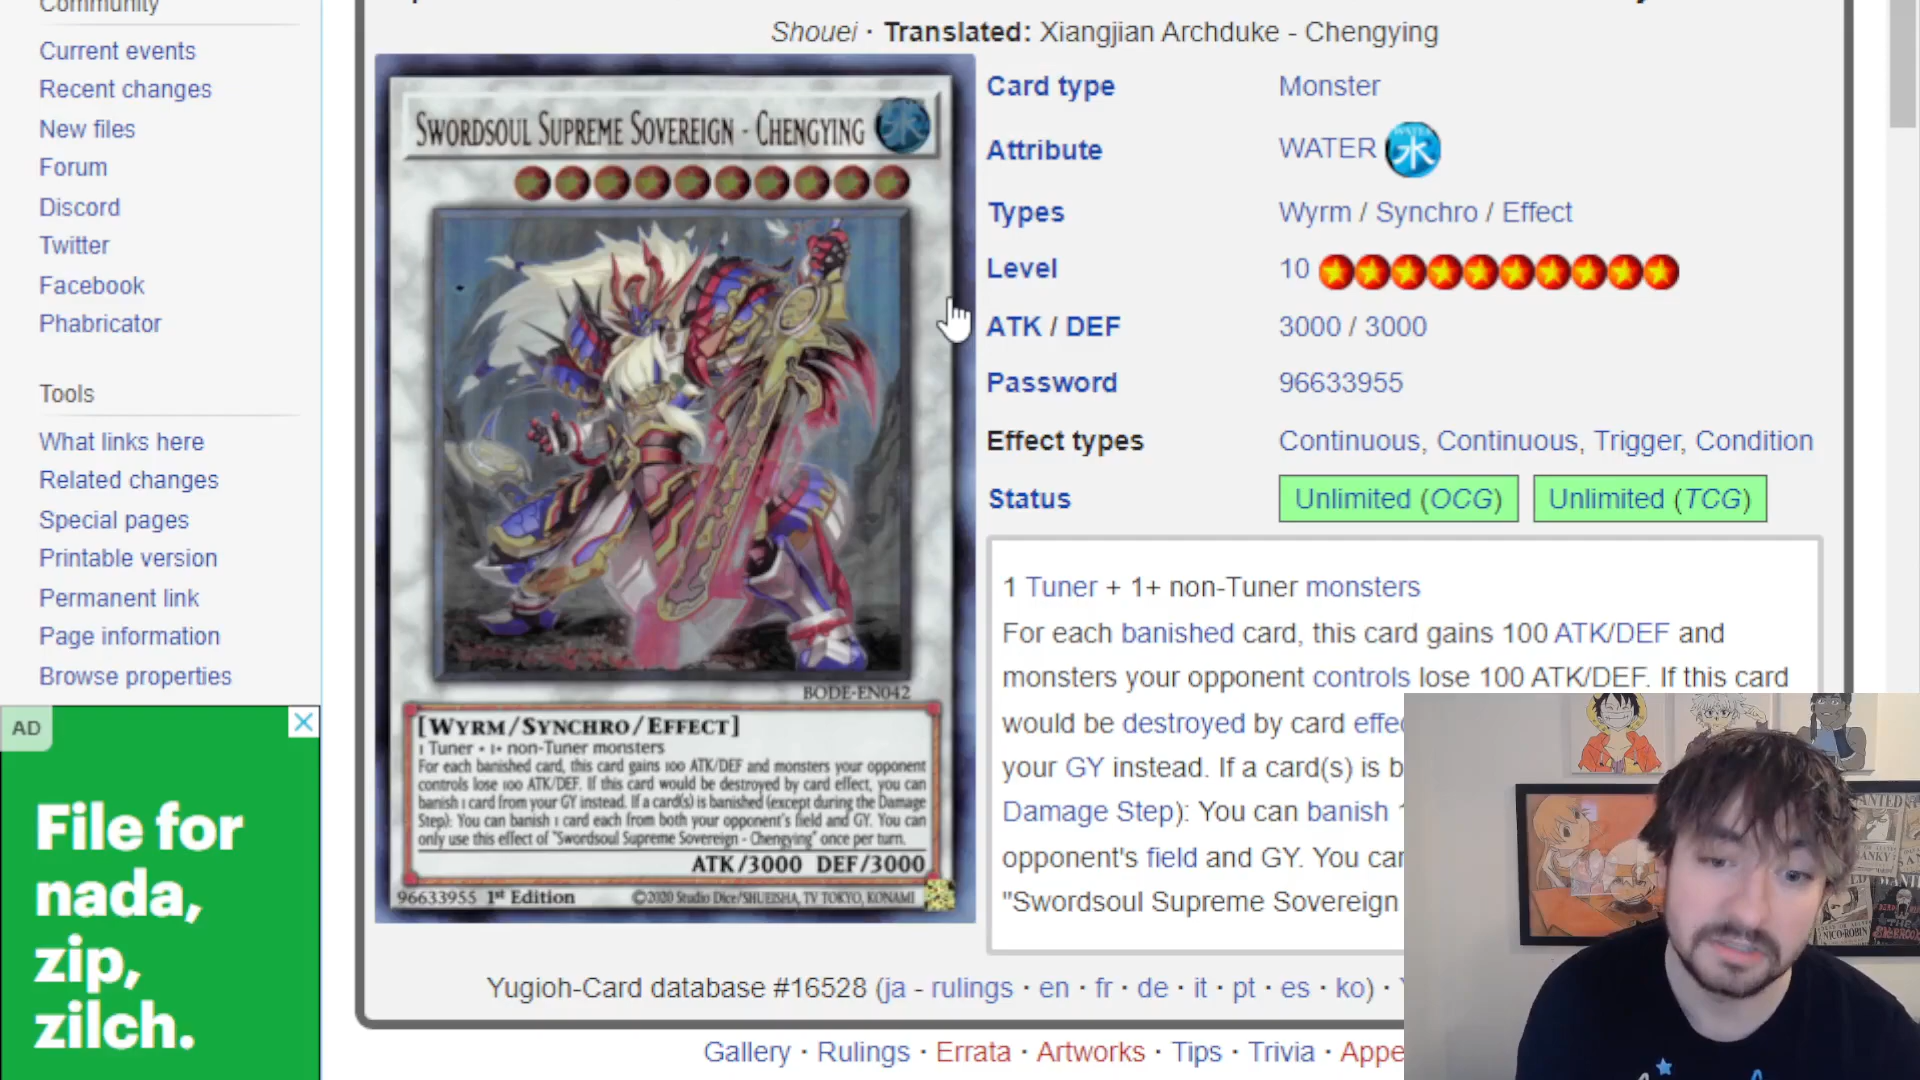 Community
Current events
Recent changes
New files
Forum
Discord
Twitter
Facebook
Phabricator
Tools
What links here
Related changes
Special pages
Printable version
Permanent link
Page information
Browse properties
AD
File for
nada,
zip,
zilch.
Shouei · Translated: Xiangjian Archduke - Chengying
SWORDSOUL SUPREME SOVEREIGN - CHENGYING
水
BODE-EN042
[WYRM/SYNCHRO/EFFECT]
1 Tuner + 1+ non-Tuner monsters
For each banished card, this card gains 100 ATK/DEF and monsters your opponent
controls lose 100 ATK/DEF. If this card would be destroyed by card effect, you can
banish 1 card from your GY instead. If a card(s) is banished (except during the Damage
Step): You can banish 1 card each from both your opponent's field and GY. You can
only use this effect of "Swordsoul Supreme Sovereign - Chengying" once per turn.
ATK/3000 DEF/3000
96633955 1st Edition ©2020 Studio Dice/SHUEISHA, TV TOKYO, KONAMI
Card type Monster
Attribute WATER WATER 水
Types Wyrm / Synchro / Effect
Level 10
ATK / DEF 3000 / 3000
Password 96633955
Effect types Continuous, Continuous, Trigger, Condition
Status Unlimited (OCG) Unlimited (TCG)
1 Tuner + 1+ non-Tuner monsters
For each banished card, this card gains 100 ATK/DEF and
monsters your opponent controls lose 100 ATK/DEF. If this card
would be destroyed by card effe
your GY instead. If a card(s) is b
Damage Step): You can banish 1
opponent's field and GY. You car
"Swordsoul Supreme Sovereign
Yugioh-Card database #16528 (ja - rulings · en · fr · de · it · pt · es · ko) ·
Gallery · Rulings · Errata · Artworks · Tips · Trivia · Appe
WANTED
NICO·ROBIN